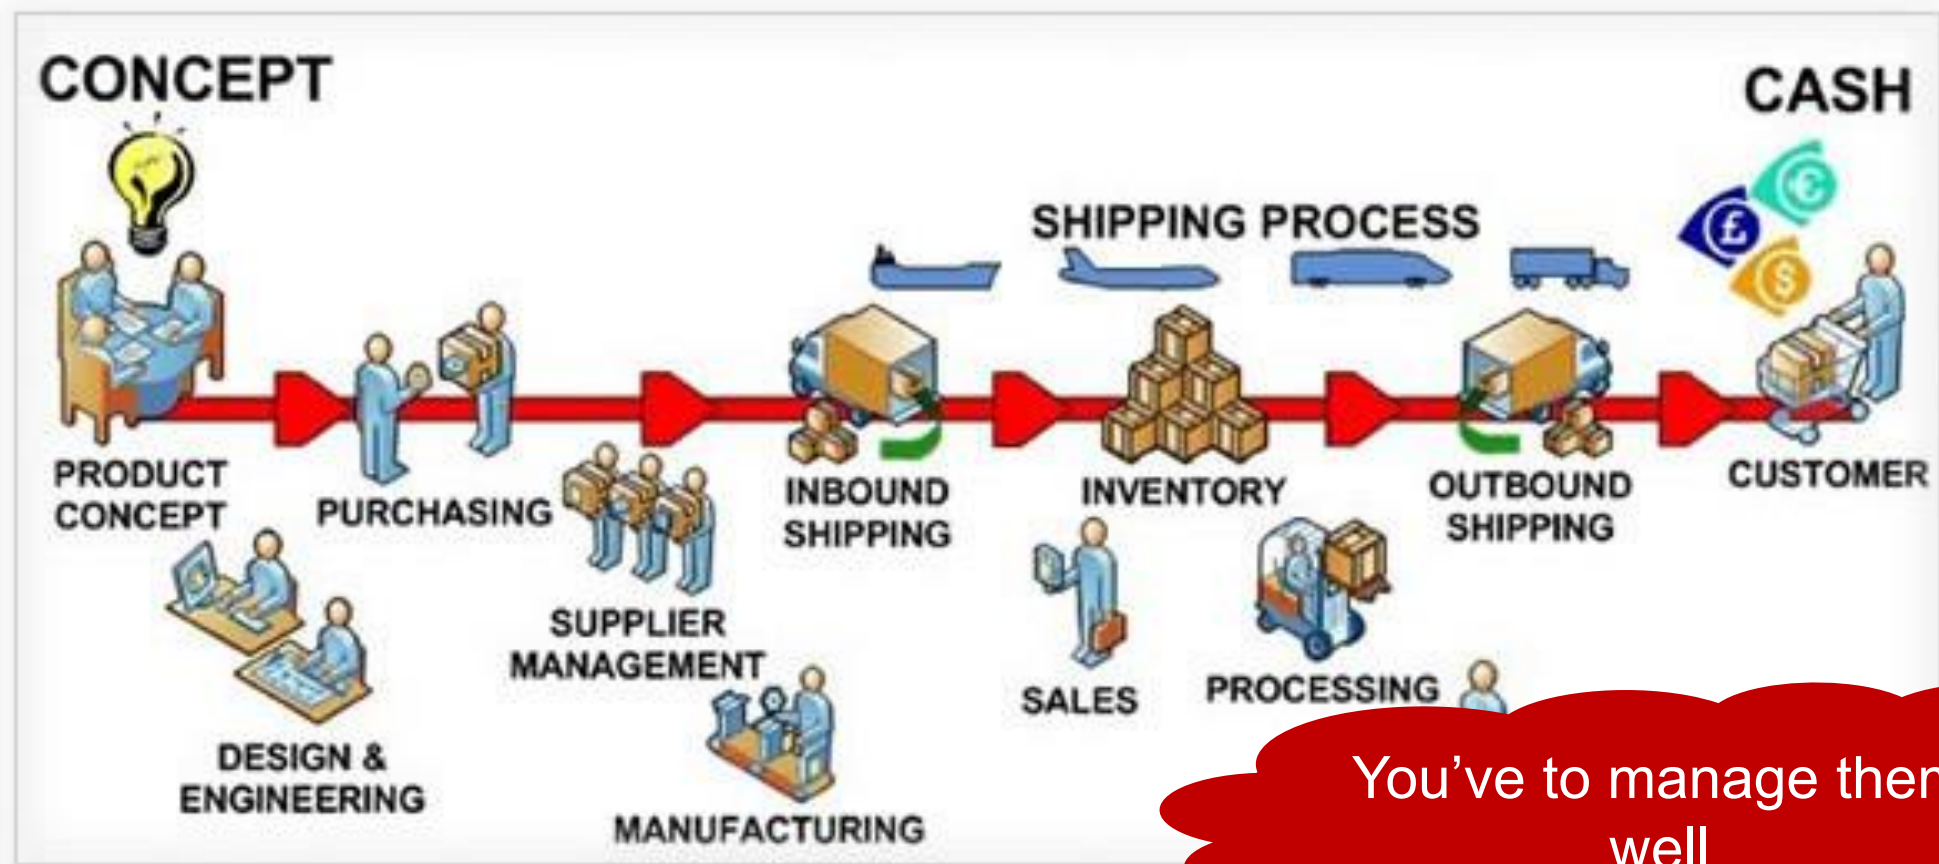 CONCEPT
CASH
SHIPPING PROCESS
£
€
$
PRODUCT
CONCEPT
PURCHASING
INBOUND
SHIPPING
INVENTORY
OUTBOUND
SHIPPING
CUSTOMER
SUPPLIER
MANAGEMENT
SALES
PROCESSING
DESIGN &
ENGINEERING
MANUFACTURING
You’ve to manage
well